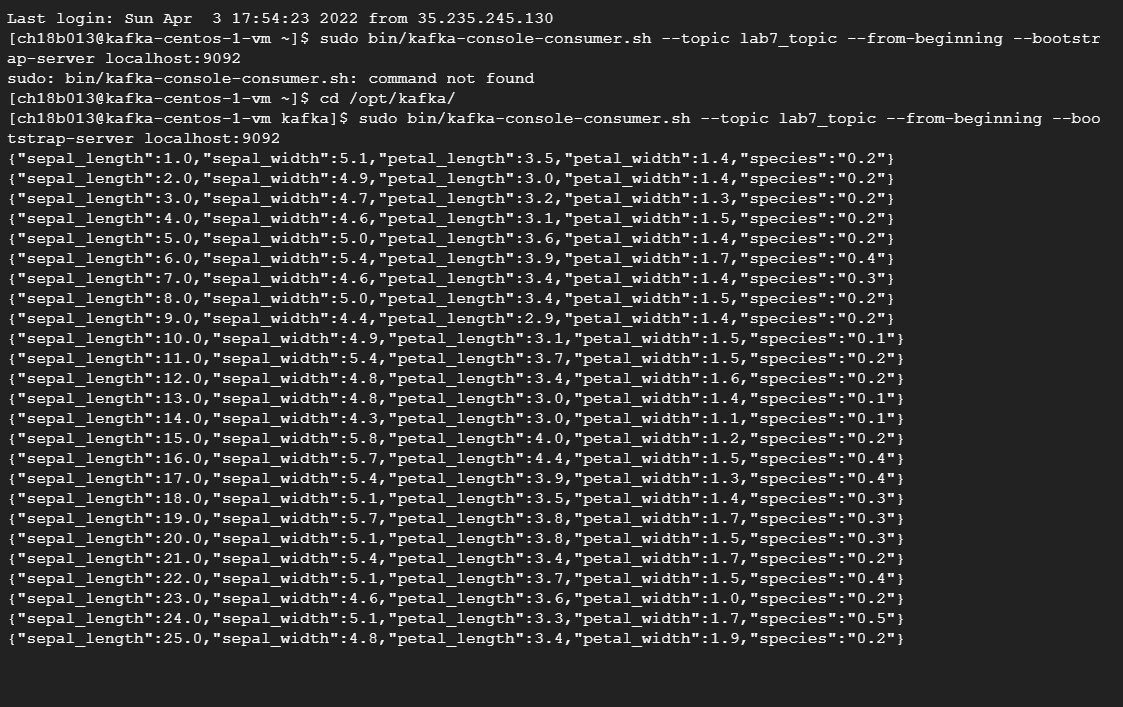 Last login: Sun Apr  3 17:54:23 2022 from 35.235.245.130
[ch18b013@kafka-centos-1-vm ~]$ sudo bin/kafka-console-consumer.sh --topic lab7_topic --from-beginning --bootstr
ap-server localhost:9092
sudo: bin/kafka-console-consumer.sh: command not found
[ch18b013@kafka-centos-1-vm ~]$ cd /opt/kafka/
[ch18b013@kafka-centos-1-vm kafka]$ sudo bin/kafka-console-consumer.sh --topic lab7_topic --from-beginning --boo
tstrap-server localhost:9092
{"sepal_length":1.0,"sepal_width":5.1,"petal_length":3.5,"petal_width":1.4,"species":"0.2"}
{"sepal_length":2.0,"sepal_width":4.9,"petal_length":3.0,"petal_width":1.4,"species":"0.2"}
{"sepal_length":3.0,"sepal_width":4.7,"petal_length":3.2,"petal_width":1.3,"species":"0.2"}
{"sepal_length":4.0,"sepal_width":4.6,"petal_length":3.1,"petal_width":1.5,"species":"0.2"}
{"sepal_length":5.0,"sepal_width":5.0,"petal_length":3.6,"petal_width":1.4,"species":"0.2"}
{"sepal_length":6.0,"sepal_width":5.4,"petal_length":3.9,"petal_width":1.7,"species":"0.4"}
{"sepal_length":7.0,"sepal_width":4.6,"petal_length":3.4,"petal_width":1.4,"species":"0.3"}
{"sepal_length":8.0,"sepal_width":5.0,"petal_length":3.4,"petal_width":1.5,"species":"0.2"}
{"sepal_length":9.0,"sepal_width":4.4,"petal_length":2.9,"petal_width":1.4,"species":"0.2"}
{"sepal_length":10.0,"sepal_width":4.9,"petal_length":3.1,"petal_width":1.5,"species":"0.1"}
{"sepal_length":11.0,"sepal_width":5.4,"petal_length":3.7,"petal_width":1.5,"species":"0.2"}
{"sepal_length":12.0,"sepal_width":4.8,"petal_length":3.4,"petal_width":1.6,"species":"0.2"}
{"sepal_length":13.0,"sepal_width":4.8,"petal_length":3.0,"petal_width":1.4,"species":"0.1"}
{"sepal_length":14.0,"sepal_width":4.3,"petal_length":3.0,"petal_width":1.1,"species":"0.1"}
{"sepal_length":15.0,"sepal_width":5.8,"petal_length":4.0,"petal_width":1.2,"species":"0.2"}
{"sepal_length":16.0,"sepal_width":5.7,"petal_length":4.4,"petal_width":1.5,"species":"0.4"}
{"sepal_length":17.0,"sepal_width":5.4,"petal_length":3.9,"petal_width":1.3,"species":"0.4"}
{"sepal_length":18.0,"sepal_width":5.1,"petal_length":3.5,"petal_width":1.4,"species":"0.3"}
{"sepal_length":19.0,"sepal_width":5.7,"petal_length":3.8,"petal_width":1.7,"species":"0.3"}
{"sepal_length":20.0,"sepal_width":5.1,"petal_length":3.8,"petal_width":1.5,"species":"0.3"}
{"sepal_length":21.0,"sepal_width":5.4,"petal_length":3.4,"petal_width":1.7,"species":"0.2"}
{"sepal_length":22.0,"sepal_width":5.1,"petal_length":3.7,"petal_width":1.5,"species":"0.4"}
{"sepal_length":23.0,"sepal_width":4.6,"petal_length":3.6,"petal_width":1.0,"species":"0.2"}
{"sepal_length":24.0,"sepal_width":5.1,"petal_length":3.3,"petal_width":1.7,"species":"0.5"}
{"sepal_length":25.0,"sepal_width":4.8,"petal_length":3.4,"petal_width":1.9,"species":"0.2"}